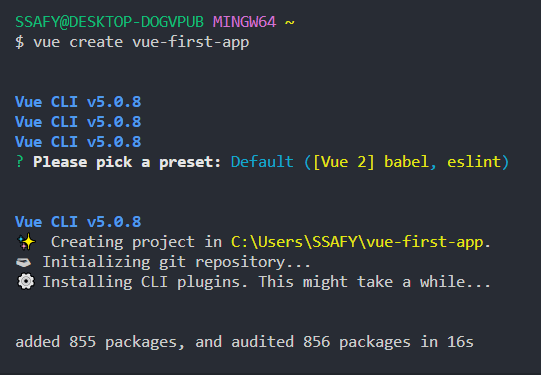 SSAFY@DESKTOP-DOGVPUB MINGW64 ~
$ vue create vue-first-app
Vue CLI v5.0.8
Vue CLI v5.0.8
Vue CLI v5.0.8
? Please pick a preset: Default ([Vue 2] babel, eslint)
Vue CLI v5.0.8
✨ Creating project in C:\Users\SSAFY\vue-first-app.
Initializing git repository...
⚙️ Installing CLI plugins. This might take a while...
added 855 packages, and audited 856 packages in 16s